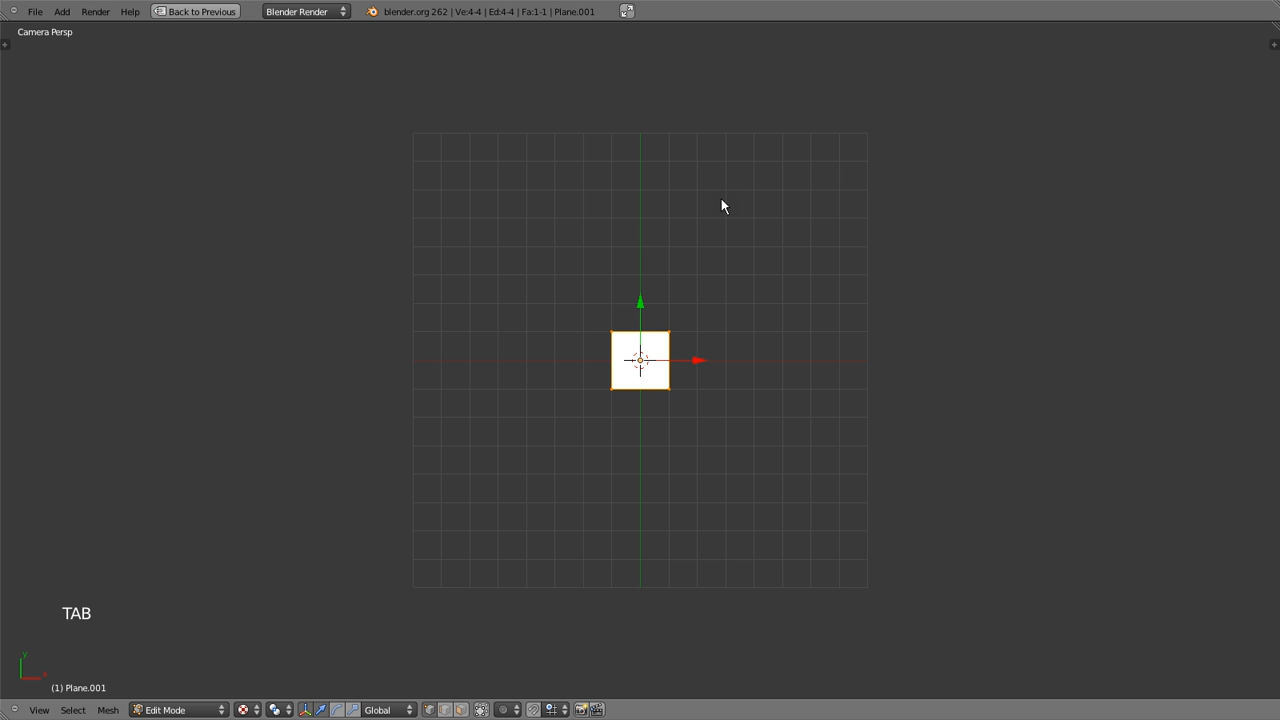 File Add Render Help Back to Previous Blender Render blender.org 262 | Ve:4-4 | Ed:4-4 | Fa:1-1 | Plane.001
Camera Persp
TAB
y
x
(1) Plane.001
View Select Mesh Edit Mode Global